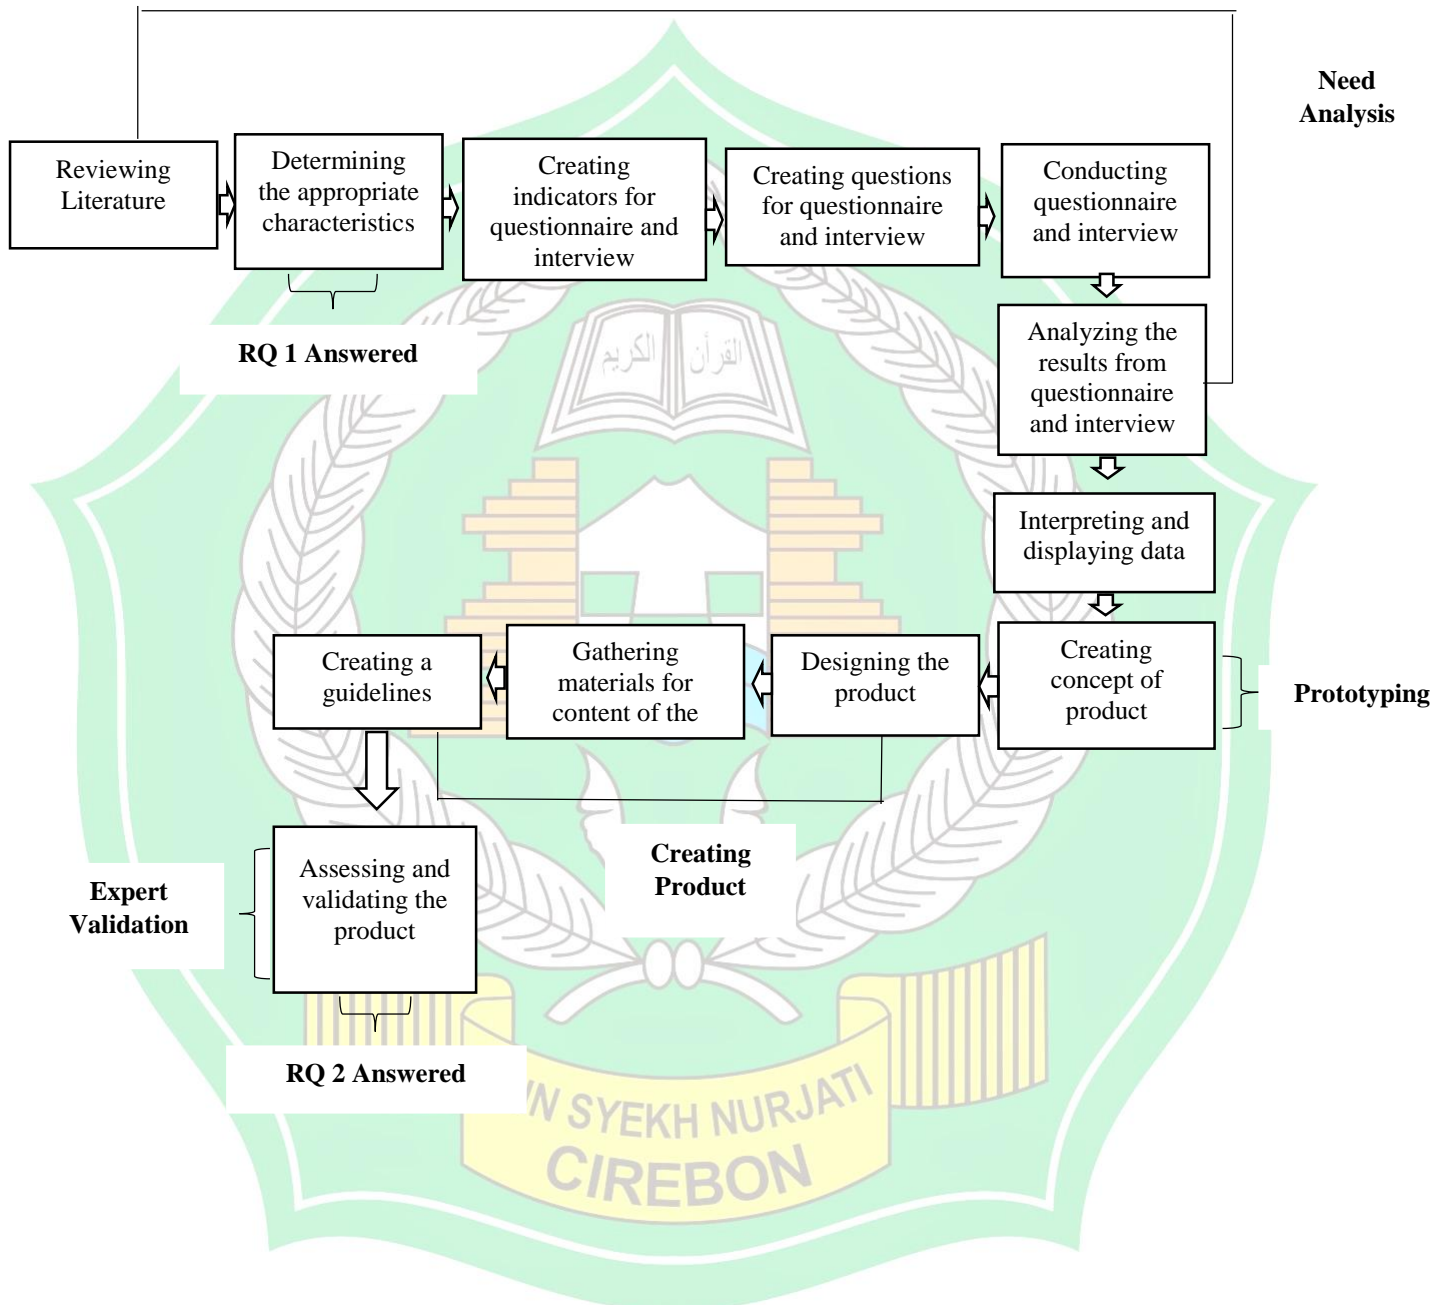 Need
Analysis
Reviewing
Literature
Determining
the appropriate
characteristics
Creating
indicators for
questionnaire and
interview
Creating questions
for questionnaire
and interview
Conducting
questionnaire
and interview
RQ 1 Answered
القرآن
الكريم
Analyzing the
results from
questionnaire
and interview
Interpreting and
displaying data
Creating
concept of
product
Prototyping
Designing the
product
Gathering
materials for
content of the
Creating a
guidelines
Creating
Product
Assessing and
validating the
product
Expert
Validation
RQ 2 Answered
N SYEKH NURJATI
CIREBON